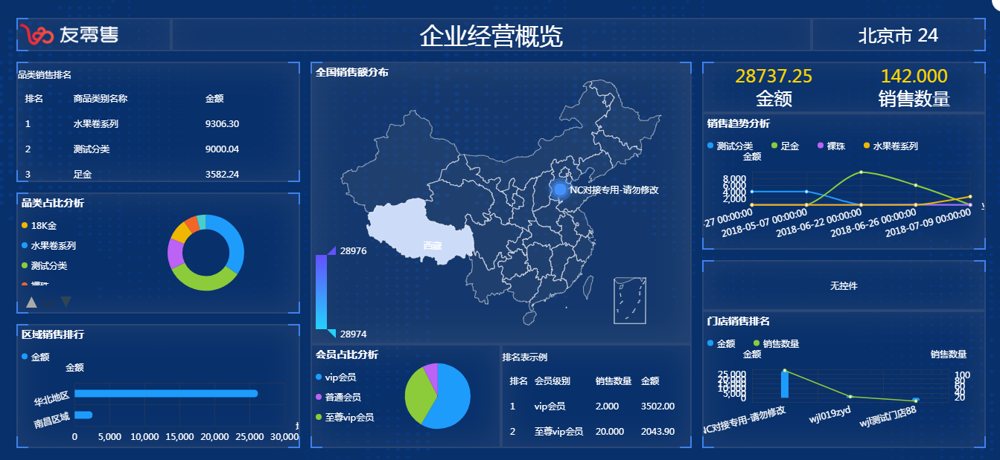 友零售
企业经营概览
北京市 24
品类销售排名
排名 商品类别名称 金额
1 水果卷系列 9306.30
2 测试分类 9000.04
3 足金 3582.24
品类占比分析
18K金
水果卷系列
测试分类
裸珠
区域销售排行
金额
金额
华北地区
南昌区域
0 5,000 10,000 15,000 20,000 25,000 30,000
全国销售额分布
NC对接专用-请勿修改
西藏
28976
28974
会员占比分析
vip会员
普通会员
至尊vip会员
排名表示例
排名 会员级别 销售数量 金额
1 vip会员 2.000 3502.00
2 至尊vip会员 20.000 2043.90
28737.25 142.000
金额 销售数量
销售趋势分析
测试分类 足金 裸珠 水果卷系列
金额
8,000
6,000
4,000
2,000
-27 00:00:00 2018-05-07 00:00:00 2018-06-22 00:00:00 2018-06-26 00:00:00 2018-07-09 00:00:00
无控件
门店销售排名
金额 销售数量
金额 销售数量
25,000 100
20,000 80
15,000 60
10,000 40
5,000 20
0
NC对接专用-请勿修改 wjl019zyd wjl测试门店88